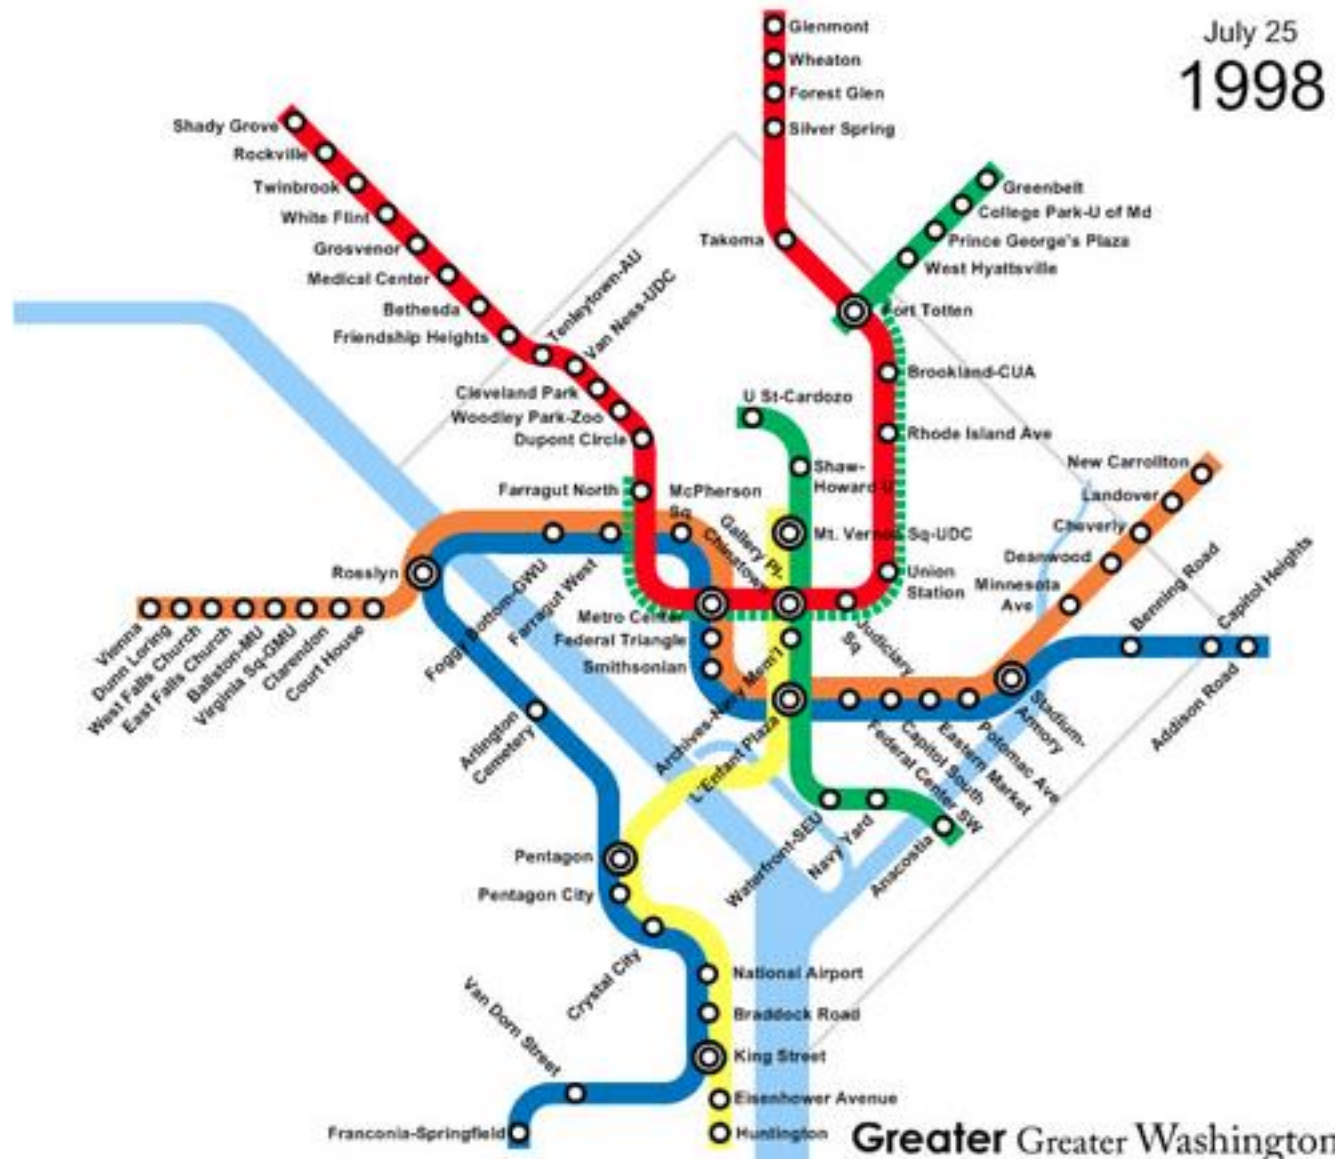 July 25
1998
Glenmont
Wheaton
Forest Glen
Silver Spring
Shady Grove
Rockville
Twinbrook
White Flint
Grosvenor
Medical Center
Bethesda
Friendship Heights
Tenleytown-AU
Van Ness-UDC
Cleveland Park
Woodley Park-Zoo
Dupont Circle
Farragut North
Takoma
Greenbelt
College Park-U of Md
Prince George's Plaza
West Hyattsville
Fort Totten
Brookland-CUA
Rhode Island Ave
U St-Cardozo
Shaw-
Howard U
Mt. Vernon Sq-UDC
McPherson
Sq
Gallery Pl-
Chinatown
Union
Station
Judiciary
Sq
Metro Center
Federal Triangle
Smithsonian
New Carrollton
Landover
Cheverly
Deanwood
Minnesota
Ave
Benning Road
Capitol Heights
Addison Road
Stadium-
Armory
Potomac Ave
Eastern Market
Capitol South
Federal Center SW
Rosslyn
Foggy Bottom-GWU
Farragut West
Vienna
Dunn Loring
West Falls Church
East Falls Church
Ballston-MU
Virginia Sq-GMU
Clarendon
Court House
Archives-Navy Mem'l
L'Enfant Plaza
Arlington
Cemetery
Waterfront-SEU
Navy Yard
Anacostia
Pentagon
Pentagon City
Crystal City
National Airport
Braddock Road
King Street
Eisenhower Avenue
Huntington
Van Dorn Street
Franconia-Springfield
Greater Greater Washington